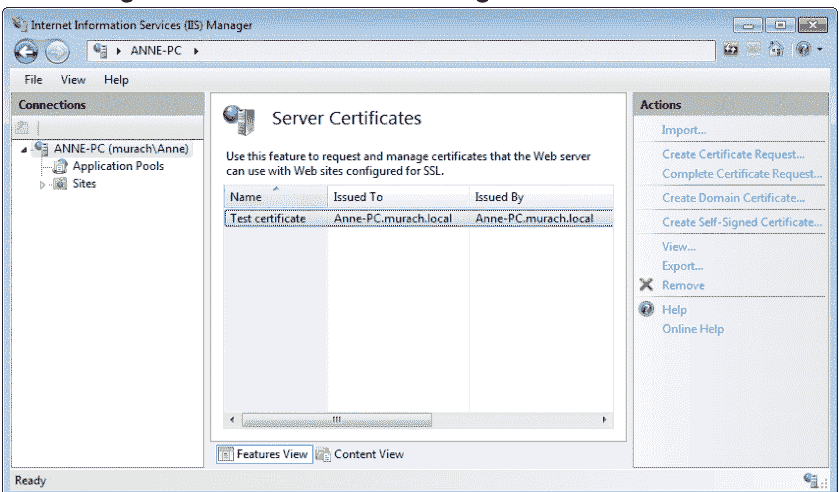 Internet Information Services (IIS) Manager
ANNE-PC
File View Help
Connections
ANNE-PC (murach\Anne)
Application Pools
Sites
Server Certificates
Use this feature to request and manage certificates that the Web server
can use with Web sites configured for SSL.
Name Issued To Issued By
Test certificate Anne-PC.murach.local Anne-PC.murach.local
Features View Content View
Actions
Import...
Create Certificate Request...
Complete Certificate Request...
Create Domain Certificate...
Create Self-Signed Certificate...
View...
Export...
Remove
Help
Online Help
Ready